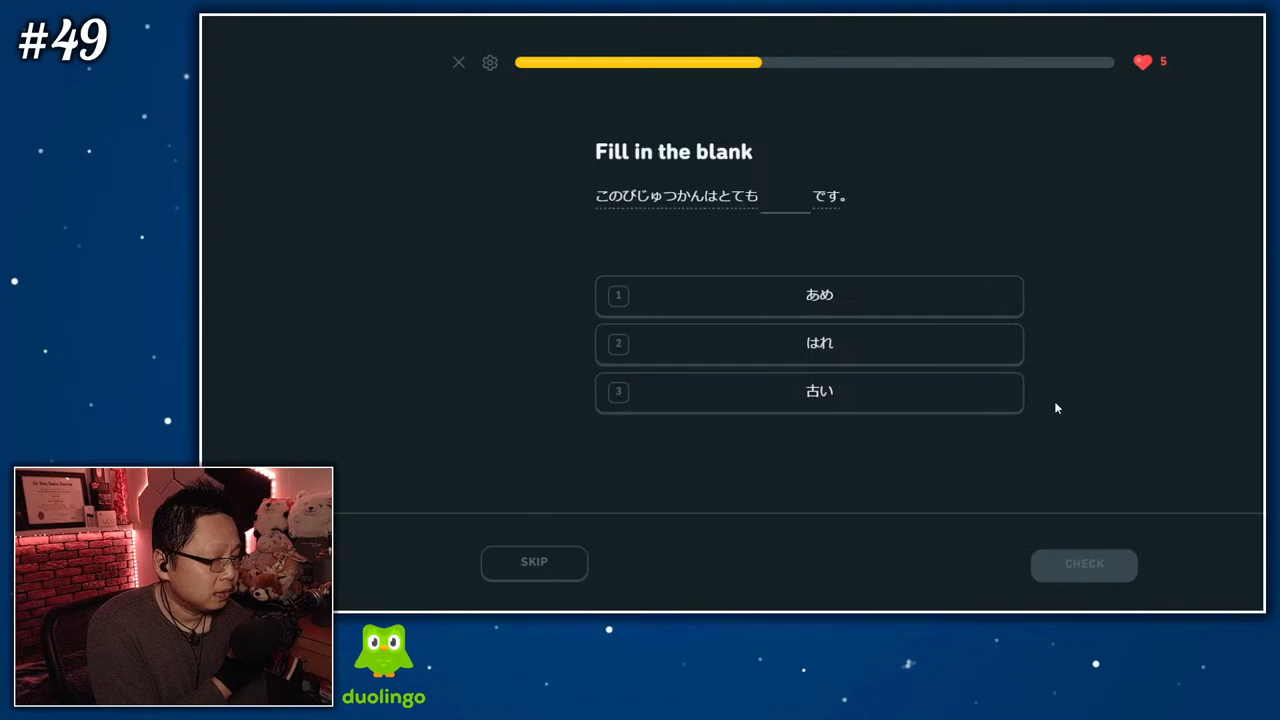 #49
5
Fill in the blank
このびじゅつかんはとても です。
1 あめ
2 はれ
3 古い
SKIP
CHECK
duolingo